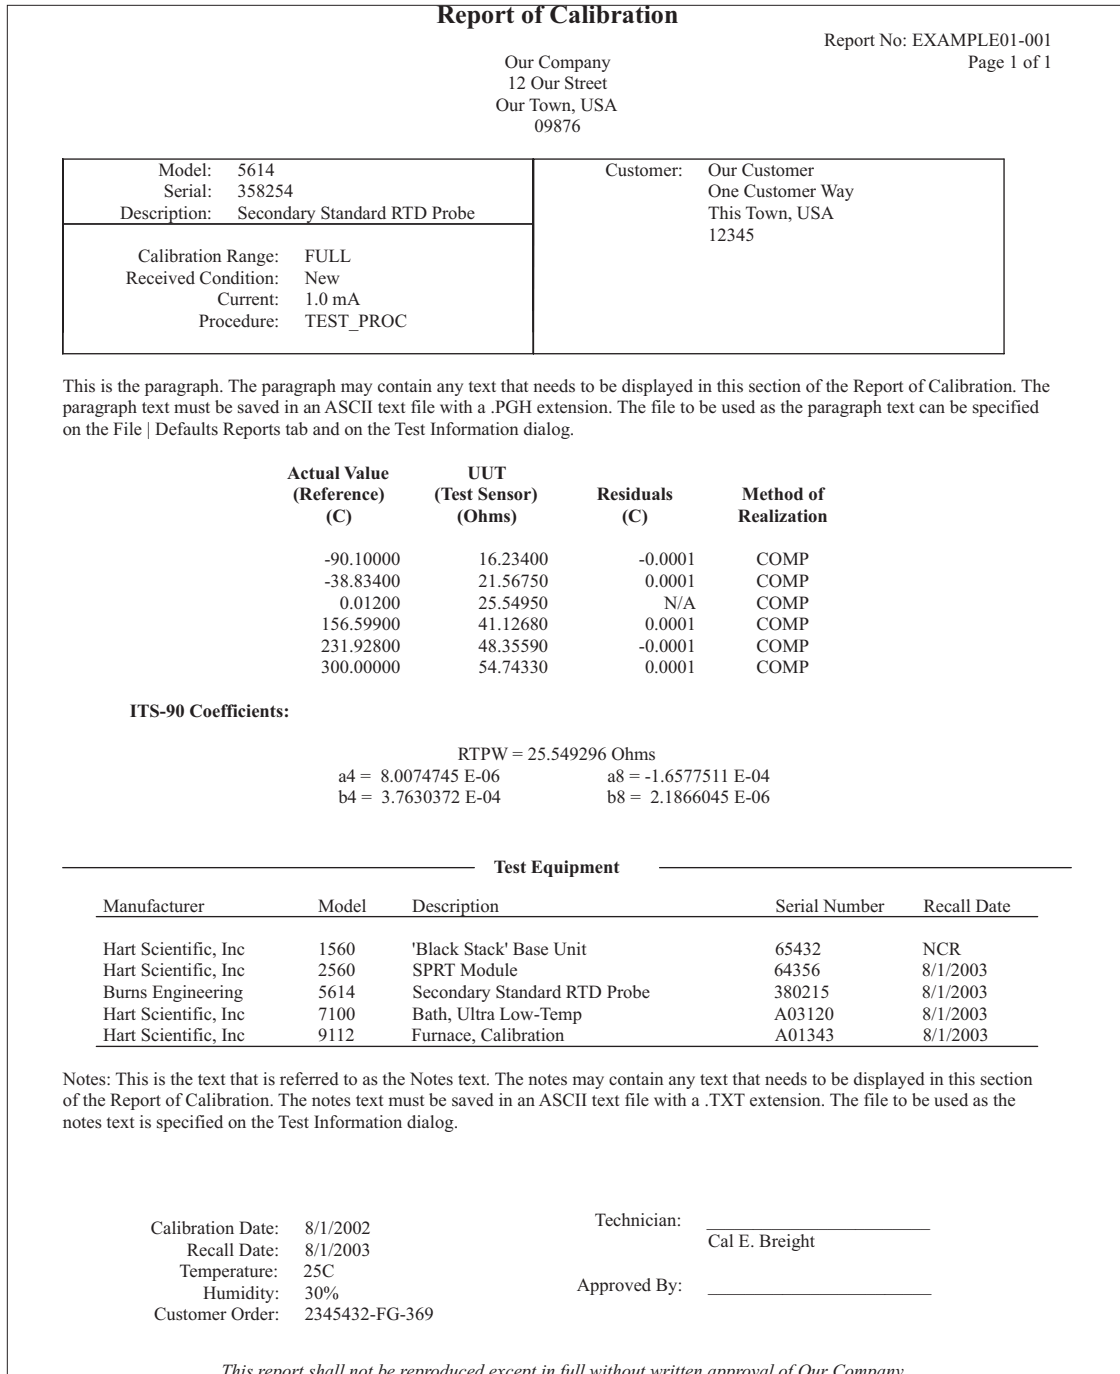 Report of Calibration
Report No: EXAMPLE01-001
Page 1 of 1
Our Company
12 Our Street
Our Town, USA
09876
Model: 5614
Serial: 358254
Description: Secondary Standard RTD Probe
Customer: Our Customer
One Customer Way
This Town, USA
12345
Calibration Range: FULL
Received Condition: New
Current: 1.0 mA
Procedure: TEST_PROC
This is the paragraph. The paragraph may contain any text that needs to be displayed in this section of the Report of Calibration. The
paragraph text must be saved in an ASCII text file with a .PGH extension. The file to be used as the paragraph text can be specified
on the File | Defaults Reports tab and on the Test Information dialog.
Actual Value UUT
(Reference) (Test Sensor) Residuals Method of
(C) (Ohms) (C) Realization
-90.10000 16.23400 -0.0001 COMP
-38.83400 21.56750 0.0001 COMP
0.01200 25.54950 N/A COMP
156.59900 41.12680 0.0001 COMP
231.92800 48.35590 -0.0001 COMP
300.00000 54.74330 0.0001 COMP
ITS-90 Coefficients:
RTPW = 25.549296 Ohms
a4 = 8.0074745 E-06 a8 = -1.6577511 E-04
b4 = 3.7630372 E-04 b8 = 2.1866045 E-06
Test Equipment
Manufacturer Model Description Serial Number Recall Date
Hart Scientific, Inc 1560 'Black Stack' Base Unit 65432 NCR
Hart Scientific, Inc 2560 SPRT Module 64356 8/1/2003
Burns Engineering 5614 Secondary Standard RTD Probe 380215 8/1/2003
Hart Scientific, Inc 7100 Bath, Ultra Low-Temp A03120 8/1/2003
Hart Scientific, Inc 9112 Furnace, Calibration A01343 8/1/2003
Notes: This is the text that is referred to as the Notes text. The notes may contain any text that needs to be displayed in this section
of the Report of Calibration. The notes text must be saved in an ASCII text file with a .TXT extension. The file to be used as the
notes text is specified on the Test Information dialog.
Calibration Date: 8/1/2002
Recall Date: 8/1/2003
Temperature: 25C
Humidity: 30%
Customer Order: 2345432-FG-369
Technician:
Cal E. Breight
Approved By:
This report shall not be reproduced except in full without written approval of Our Company